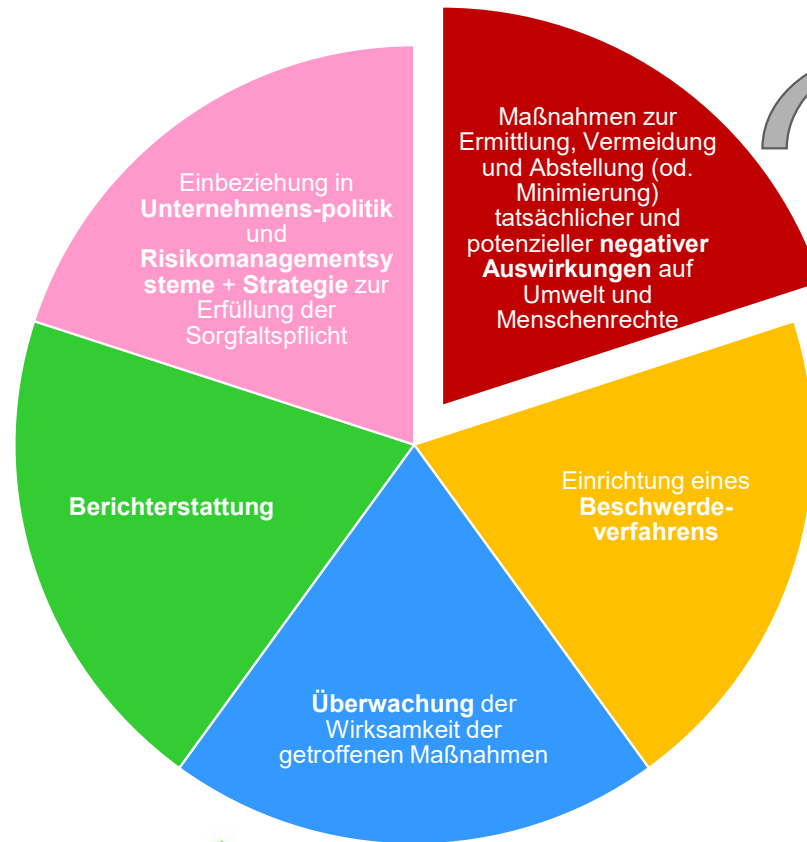 Maßnahmen zur
Ermittlung, Vermeidung
und Abstellung (od.
Minimierung)
tatsächlicher und
potenzieller negativer
Auswirkungen auf
Umwelt und
Menschenrechte
Einrichtung eines
Beschwerde-
verfahrens
Überwachung der
Wirksamkeit der
getroffenen Maßnahmen
Berichterstattung
Einbeziehung in
Unternehmens-politik
und
Risikomanagementsy
steme + Strategie zur
Erfüllung der
Sorgfaltspflicht